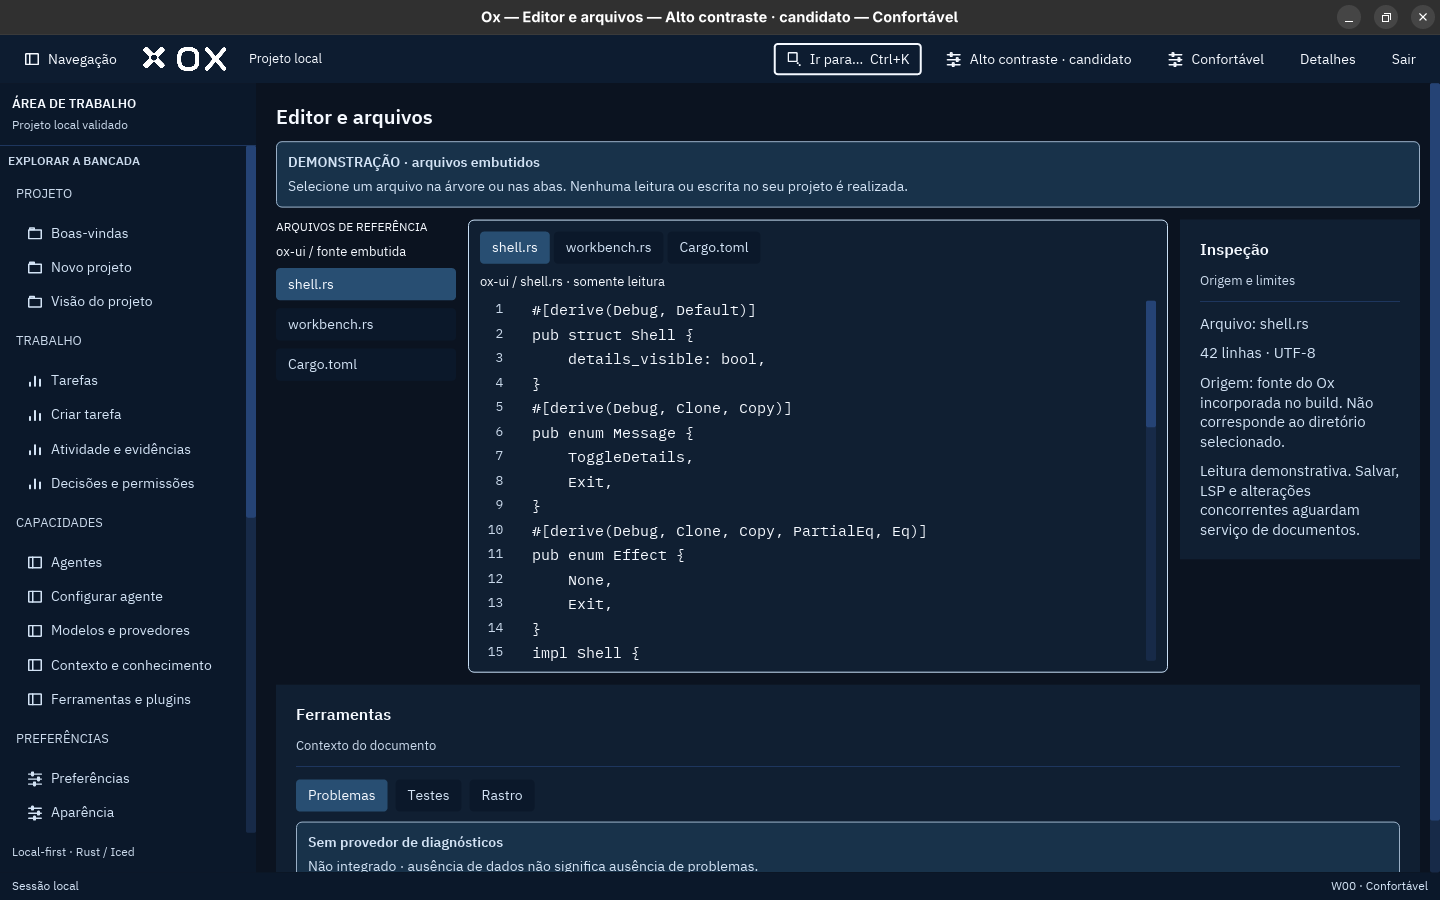 Ox — Editor e arquivos — Alto contraste · candidato — Confortável
Navegação
OX
Projeto local
Ir para... Ctrl+K
Alto contraste · candidato
Confortável
Detalhes
Sair
ÁREA DE TRABALHO
Projeto local validado
EXPLORAR A BANCADA
PROJETO
Boas-vindas
Novo projeto
Visão do projeto
TRABALHO
Tarefas
Criar tarefa
Atividade e evidências
Decisões e permissões
CAPACIDADES
Agentes
Configurar agente
Modelos e provedores
Contexto e conhecimento
Ferramentas e plugins
PREFERÊNCIAS
Preferências
Aparência
Local-first · Rust / Iced
Editor e arquivos
DEMONSTRAÇÃO · arquivos embutidos
Selecione um arquivo na árvore ou nas abas. Nenhuma leitura ou escrita no seu projeto é realizada.
ARQUIVOS DE REFERÊNCIA
ox-ui / fonte embutida
shell.rs
workbench.rs
Cargo.toml
shell.rs workbench.rs Cargo.toml
ox-ui / shell.rs · somente leitura
1 #[derive(Debug, Default)]
2 pub struct Shell {
3     details_visible: bool,
4 }
5 #[derive(Debug, Clone, Copy)]
6 pub enum Message {
7     ToggleDetails,
8     Exit,
9 }
10 #[derive(Debug, Clone, Copy, PartialEq, Eq)]
11 pub enum Effect {
12     None,
13     Exit,
14 }
15 impl Shell {
Inspeção
Origem e limites
Arquivo: shell.rs
42 linhas · UTF-8
Origem: fonte do Ox
incorporada no build. Não
corresponde ao diretório
selecionado.
Leitura demonstrativa. Salvar,
LSP e alterações
concorrentes aguardam
serviço de documentos.
Ferramentas
Contexto do documento
Problemas Testes Rastro
Sem provedor de diagnósticos
Não integrado · ausência de dados não significa ausência de problemas.
Sessão local
W00 · Confortável